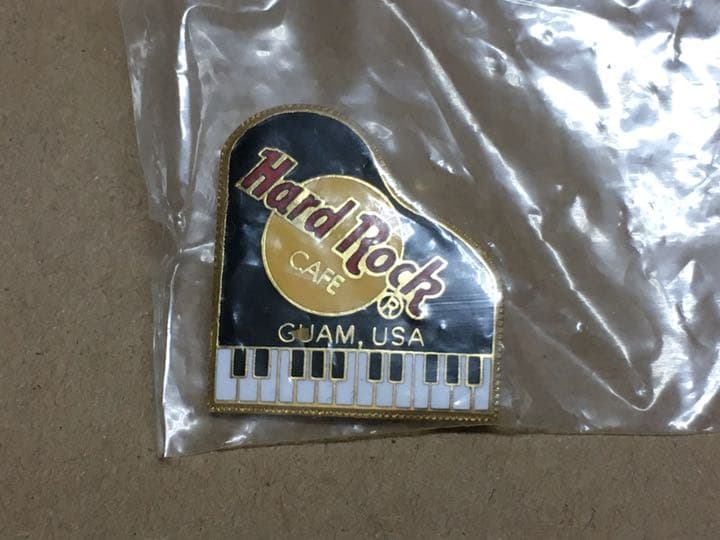 Hard Rock
CAFE
®
GUAM, USA